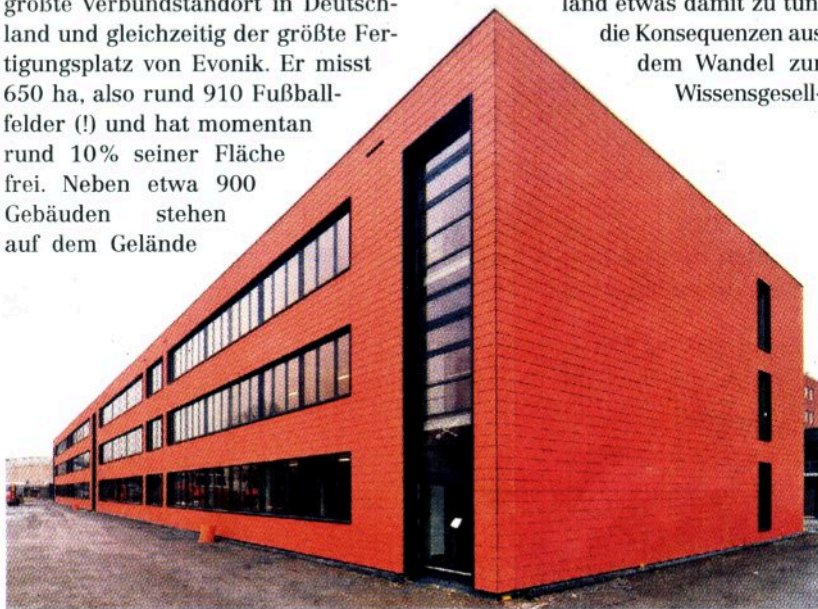 größte Verbundstandort in Deutsch-
land und gleichzeitig der größte Fer-
tigungsplatz von Evonik. Er misst
650 ha, also rund 910 Fußball-
felder (!) und hat momentan
rund 10% seiner Fläche
frei. Neben etwa 900
Gebäuden stehen
auf dem Gelände
land etwas damit zu tun
die Konsequenzen aus
dem Wandel zur
Wissensgesell-